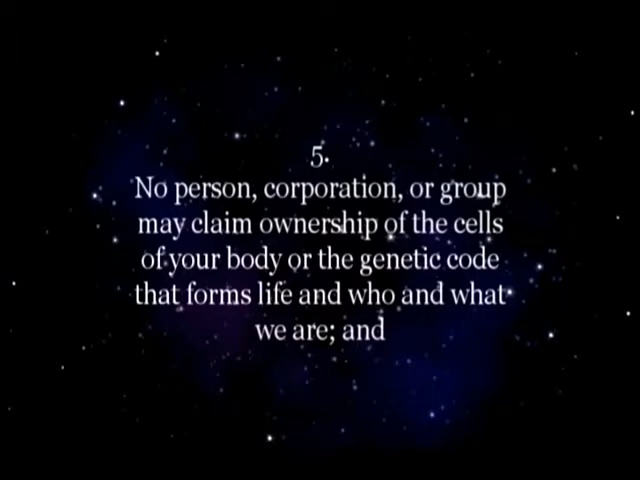 5.
No person, corporation, or group
may claim ownership of the cells
of your body or the genetic code
that forms life and who and what
we are; and